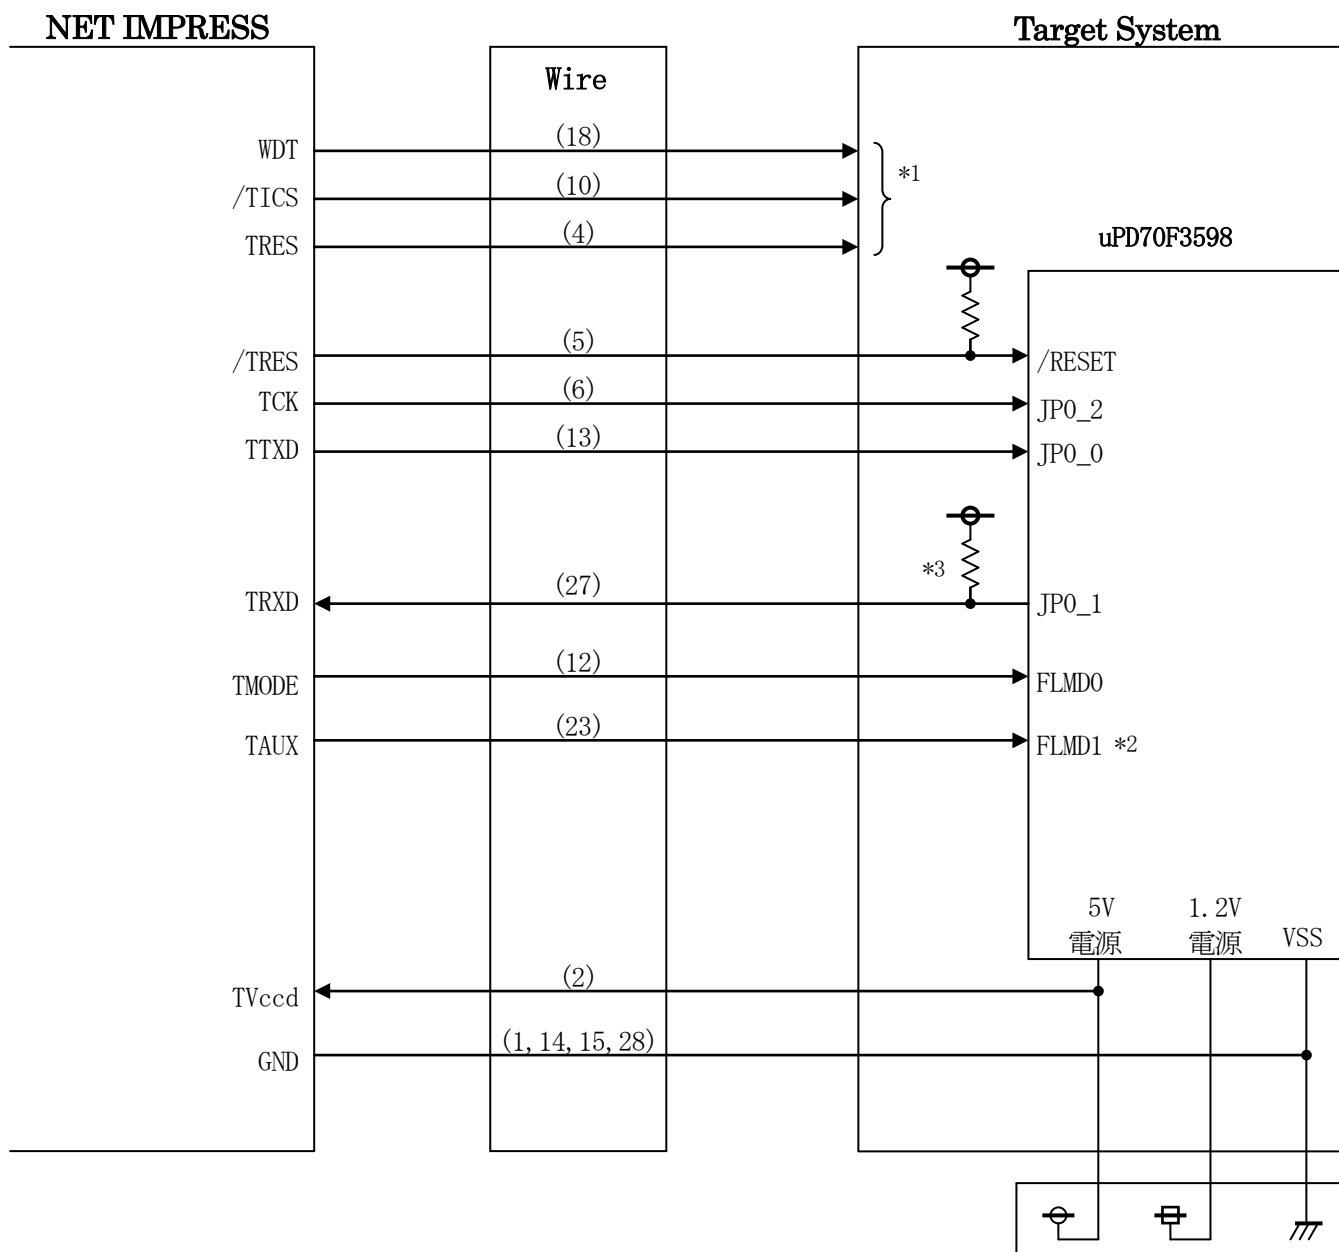 NET IMPRESS
Target System
Wire
WDT
(18)
*1
/TICS
(10)
TRES
(4)
uPD70F3598
/TRES
(5)
/RESET
TCK
(6)
JP0_2
TTXD
(13)
JP0_0
*3
TRXD
(27)
JP0_1
TMODE
(12)
FLMD0
TAUX
(23)
FLMD1 *2
5V
電源
1.2V
電源
VSS
TVccd
(2)
GND
(1,14,15,28)